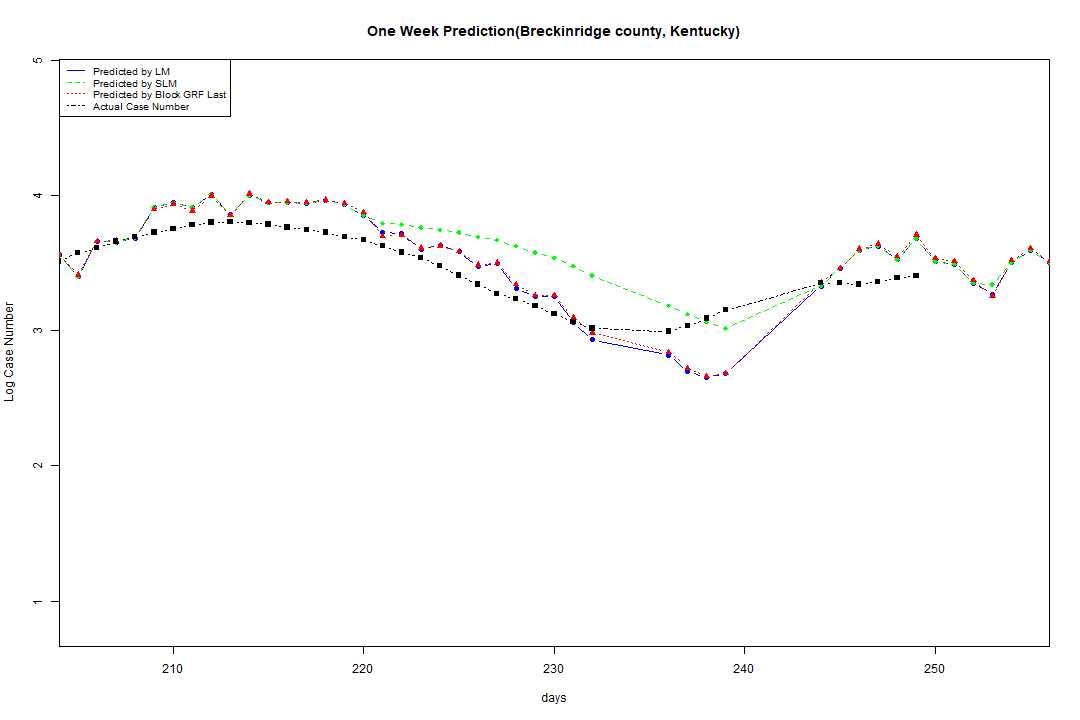 One Week Prediction(Breckinridge county, Kentucky)
Predicted by LM
Predicted by SLM
Predicted by Block GRF Last
Actual Case Number
5
4
3
2
1
Log Case Number
210 220 230 240 250
days